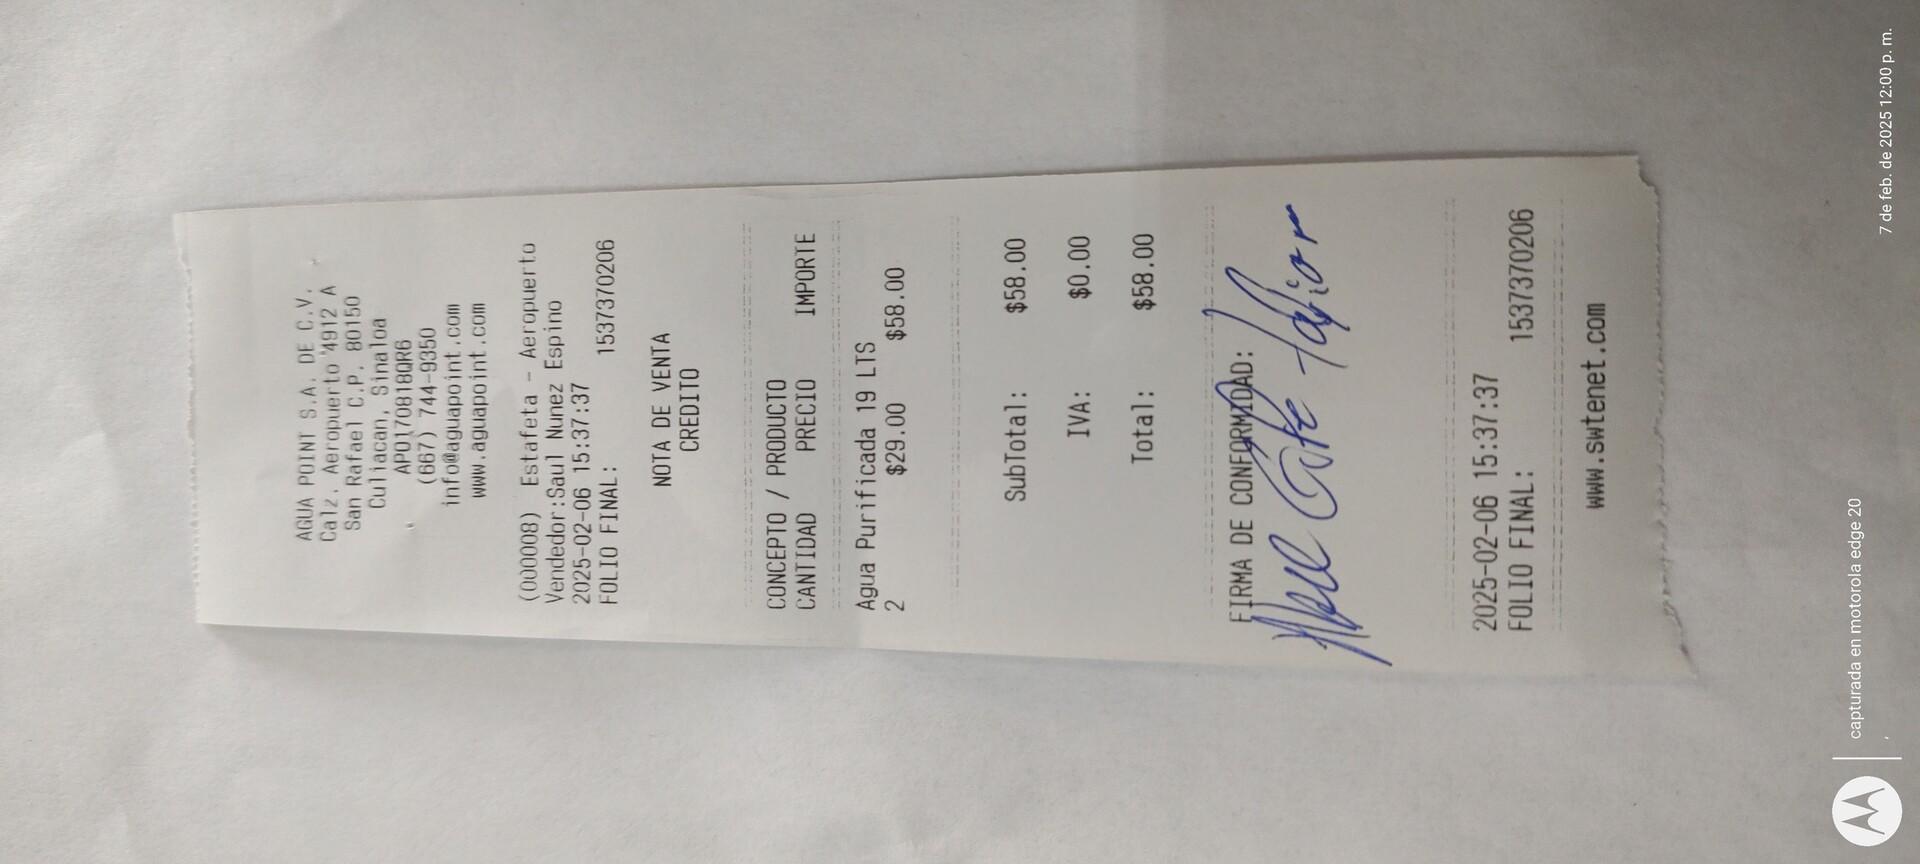 AGUA POINT S.A. DE C.V.
Calz. Aeropuerto 4912 A
San Rafael C.P. 80150
Culiacan, Sinaloa
APO170818QR6
(667) 744-9350
info@aguapoint.com
www.aguapoint.com
(000008) Estafeta - Aeropuerto
Vendedor:Saul Nunez Espino
2025-02-06 15:37:37
FOLIO FINAL: 1537370206
NOTA DE VENTA
CREDITO
CONCEPTO / PRODUCTO
CANTIDAD PRECIO IMPORTE
Agua Purificada 19 LTS
2 $29.00 $58.00
SubTotal: $58.00
IVA: $0.00
Total: $58.00
FIRMA DE CONFORMIDAD:
2025-02-06 15:37:37
FOLIO FINAL: 1537370206
www.swtenet.com
capturada en motorola edge 20
7 de feb. de 2025 12:00 p. m.